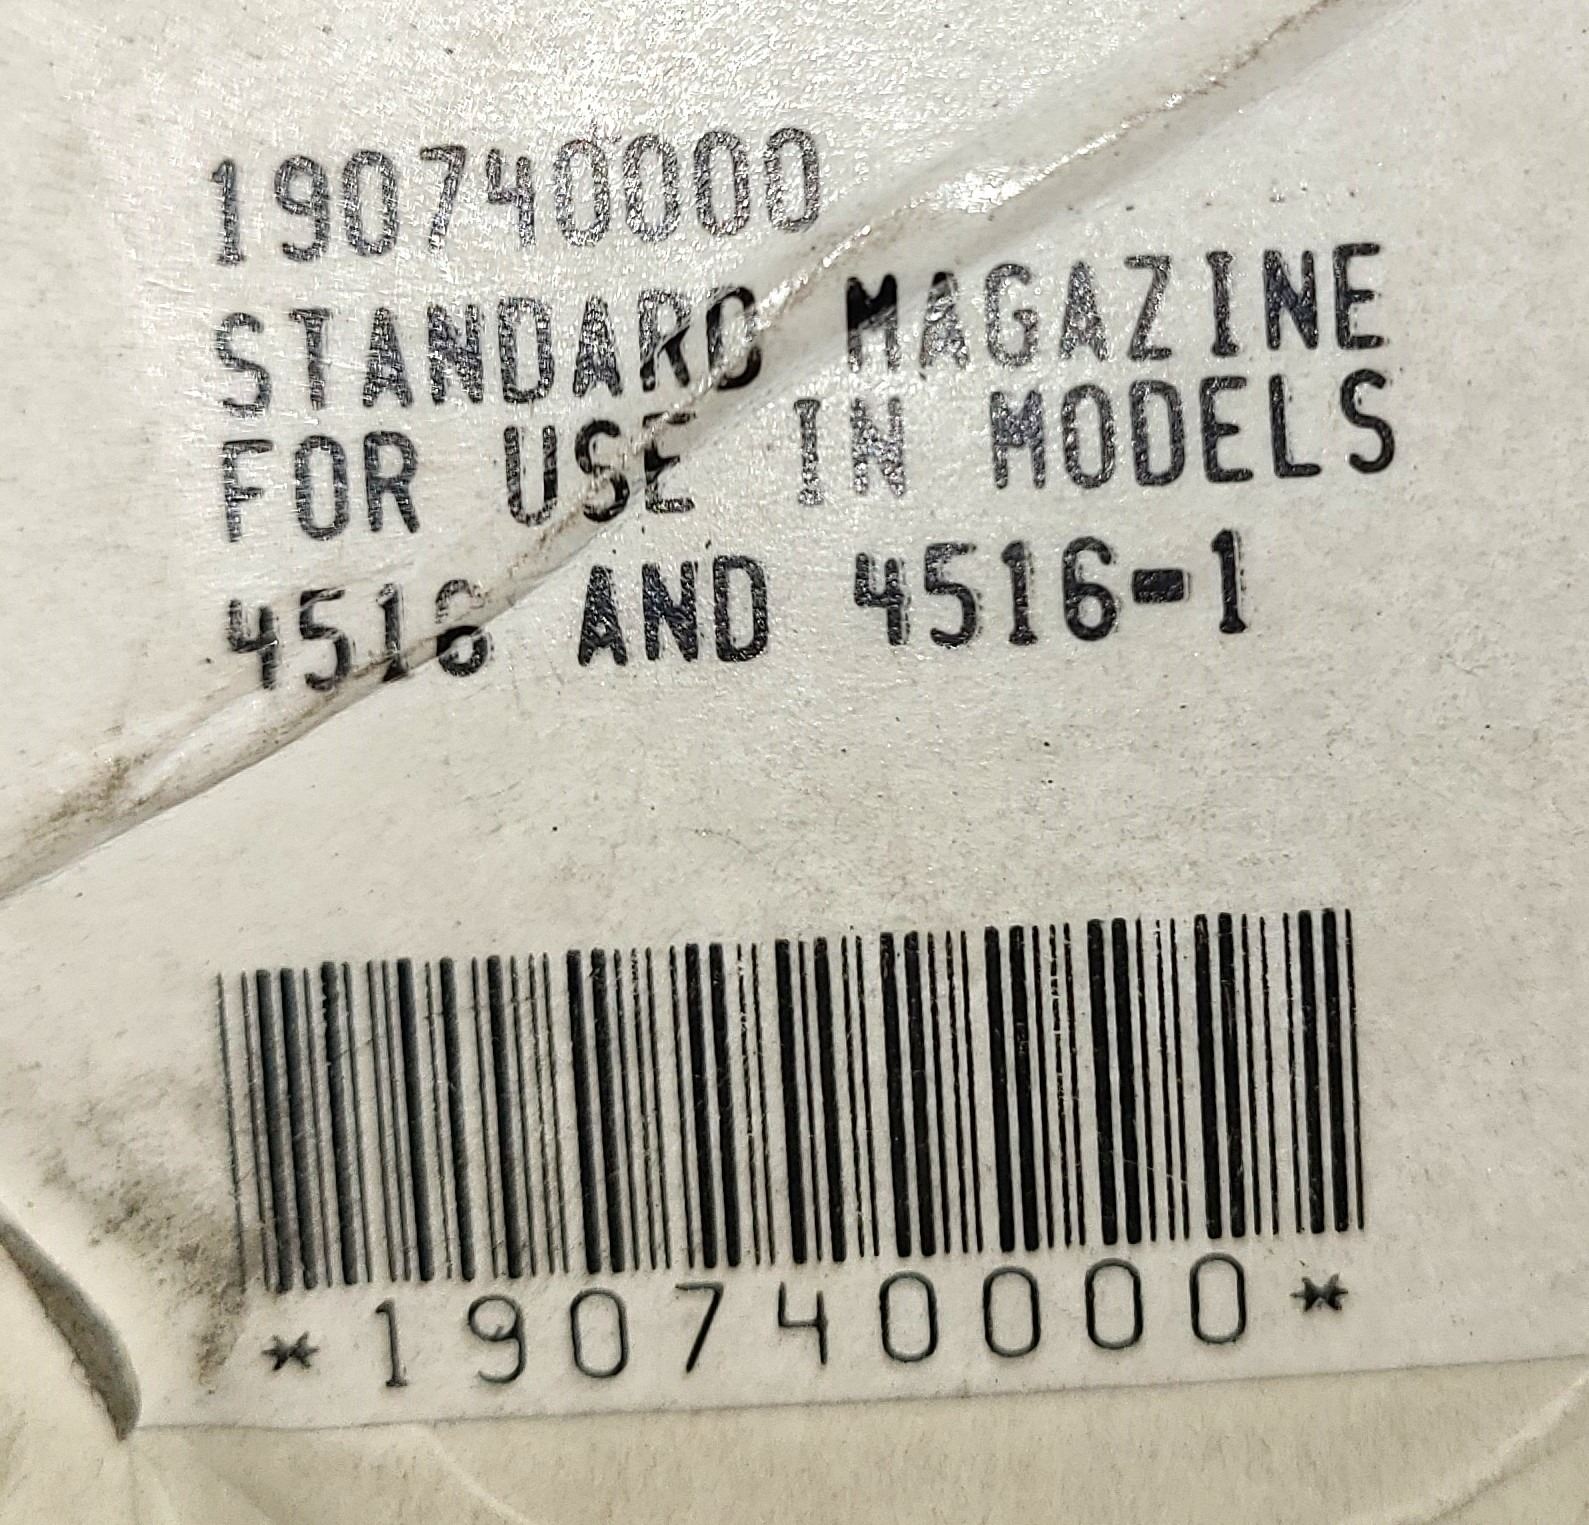 190740000
STANDARD MAGAZINE
FOR USE IN MODELS
4516 AND 4516-1
*190740000*